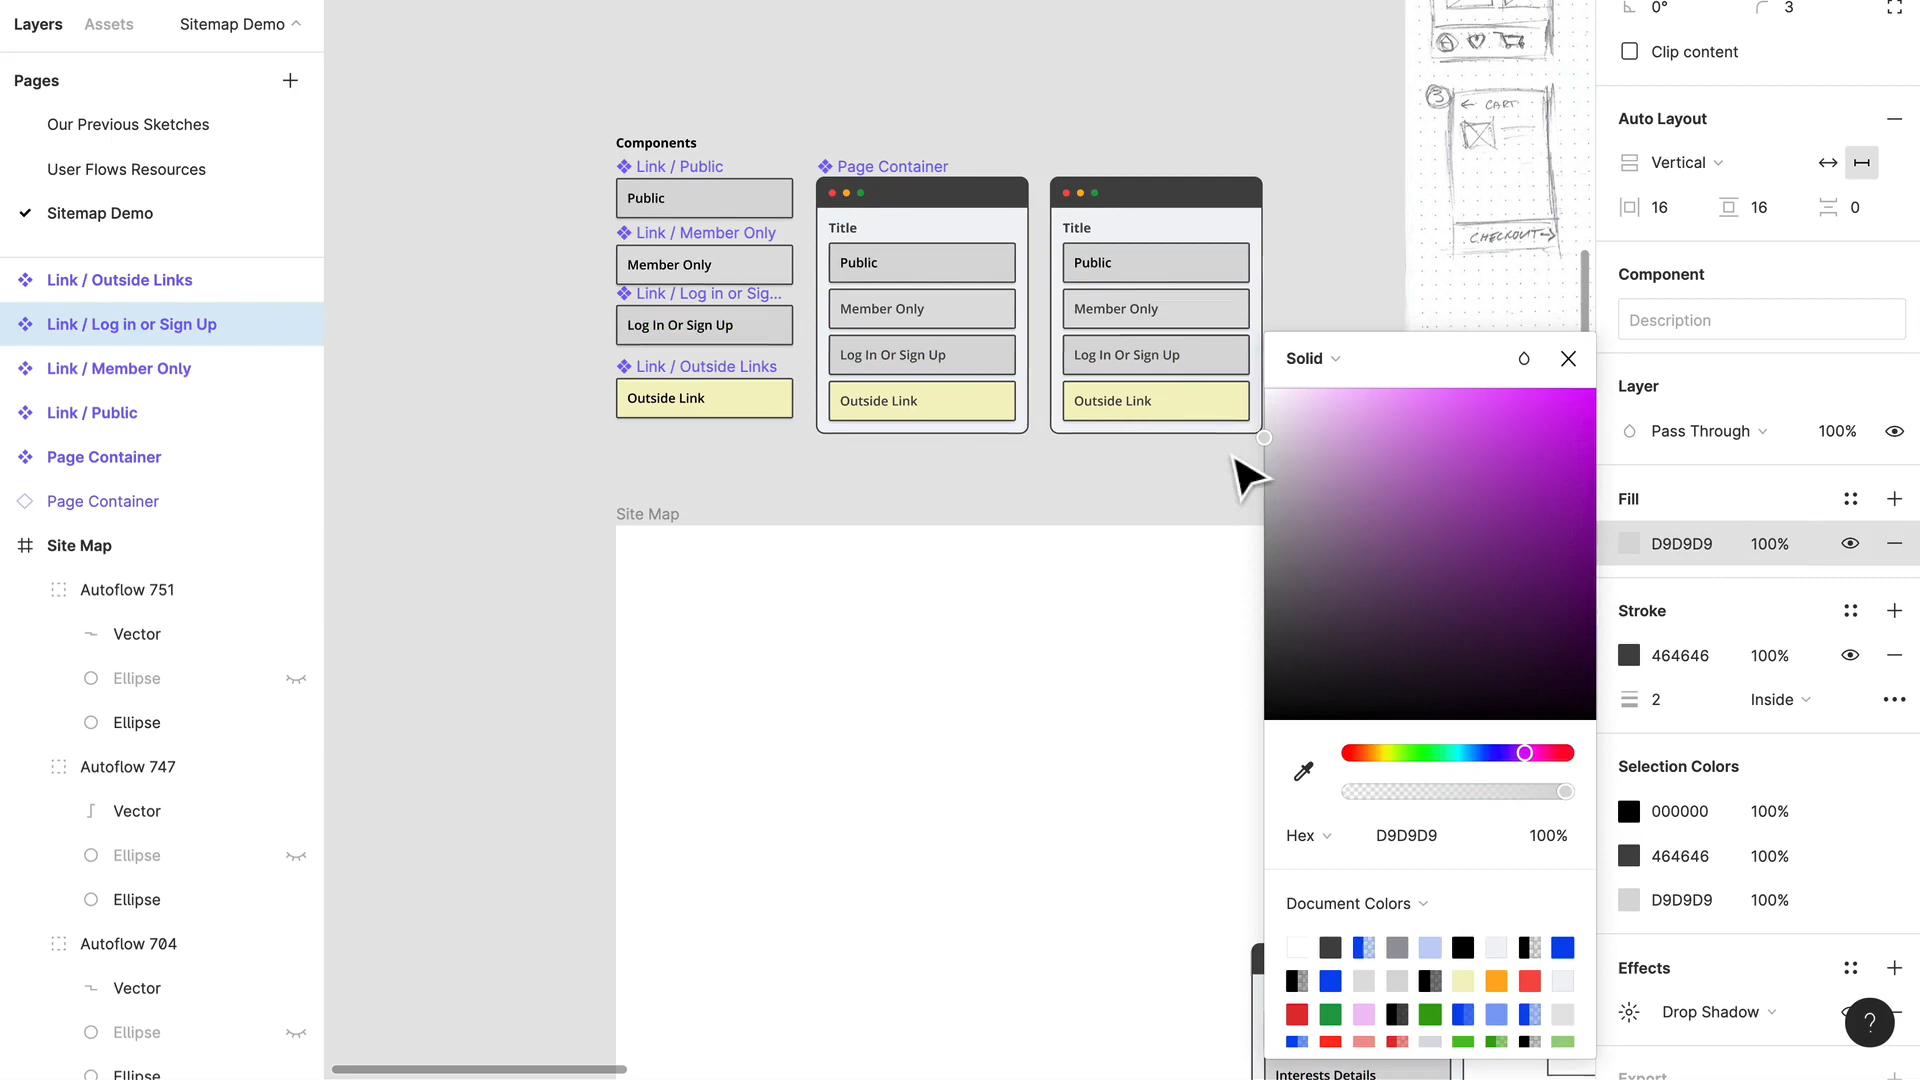 Layers
Assets
Sitemap Demo
Pages
Our Previous Sketches
User Flows Resources
Sitemap Demo
Link / Outside Links
Link / Log in or Sign Up
Link / Member Only
Link / Public
Page Container
Page Container
Site Map
Autoflow 751
Vector
Ellipse
Ellipse
Autoflow 747
Vector
Ellipse
Ellipse
Autoflow 704
Vector
Ellipse
Ellipse
Components
Link / Public
Public
Link / Member Only
Member Only
Link / Log in or Sig...
Log In Or Sign Up
Link / Outside Links
Outside Link
Page Container
Title
Public
Member Only
Log In Or Sign Up
Outside Link
Title
Public
Member Only
Log In Or Sign Up
Outside Link
Site Map
3
← CART
CHECKOUT→
Solid
Hex
D9D9D9
100%
Document Colors
Interests Details
0°
3
Clip content
Auto Layout
Vertical
16
16
0
Component
Description
Layer
Pass Through
100%
Fill
D9D9D9
100%
Stroke
464646
100%
2
Inside
Selection Colors
000000
100%
464646
100%
D9D9D9
100%
Effects
Drop Shadow
?
Export